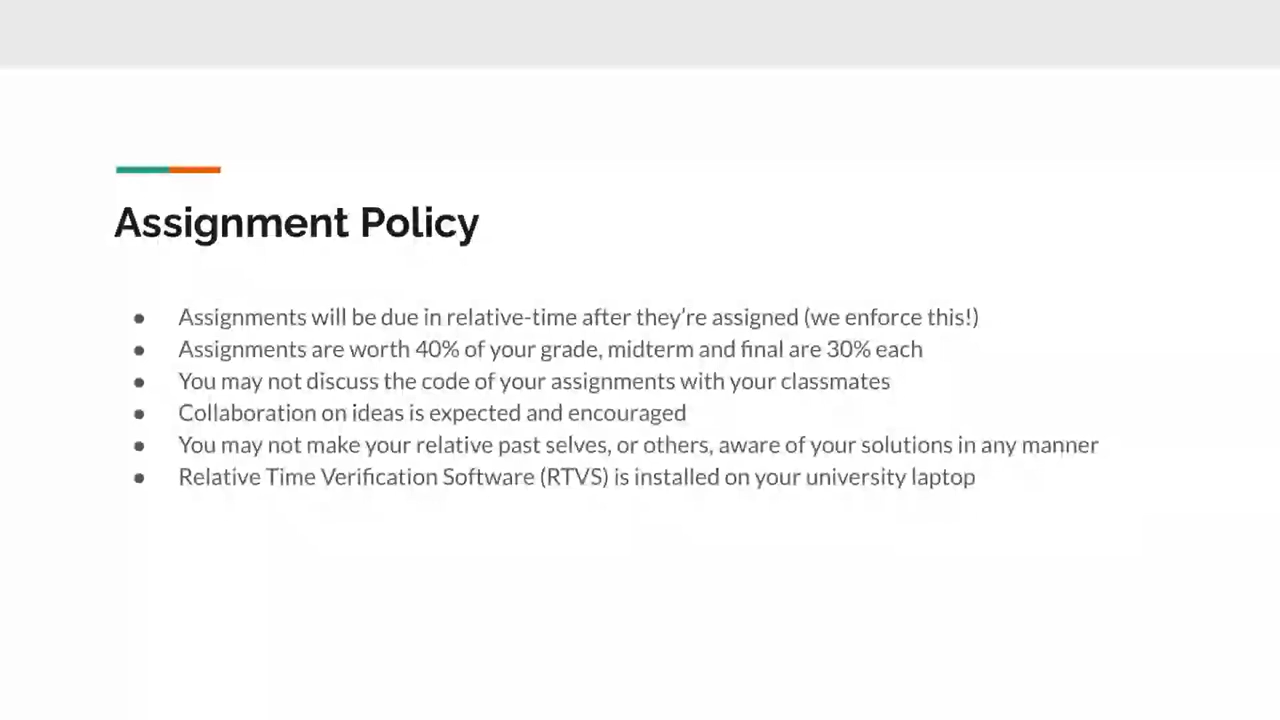 Assignment Policy
● Assignments will be due in relative-time after they're assigned (we enforce this!)
● Assignments are worth 40% of your grade, midterm and final are 30% each
● You may not discuss the code of your assignments with your classmates
● Collaboration on ideas is expected and encouraged
● You may not make your relative past selves, or others, aware of your solutions in any manner
● Relative Time Verification Software (RTVS) is installed on your university laptop